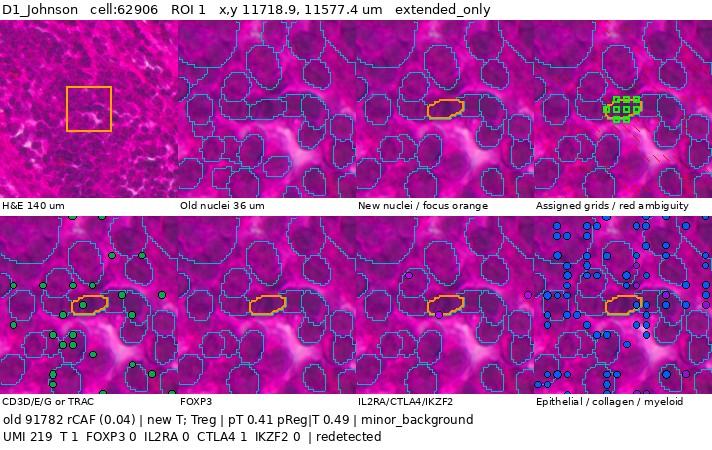 D1_Johnson cell:62906 ROI 1 x,y 11718.9, 11577.4 um extended_only
H&E 140 um
Old nuclei 36 um
New nuclei / focus orange
Assigned grids / red ambiguity
CD3D/E/G or TRAC
FOXP3
IL2RA/CTLA4/IKZF2
Epithelial / collagen / myeloid
old 91782 rCAF (0.04) | new T; Treg | pT 0.41 pReg|T 0.49 | minor_background
UMI 219 T 1 FOXP3 0 IL2RA 0 CTLA4 1 IKZF2 0 | redetected